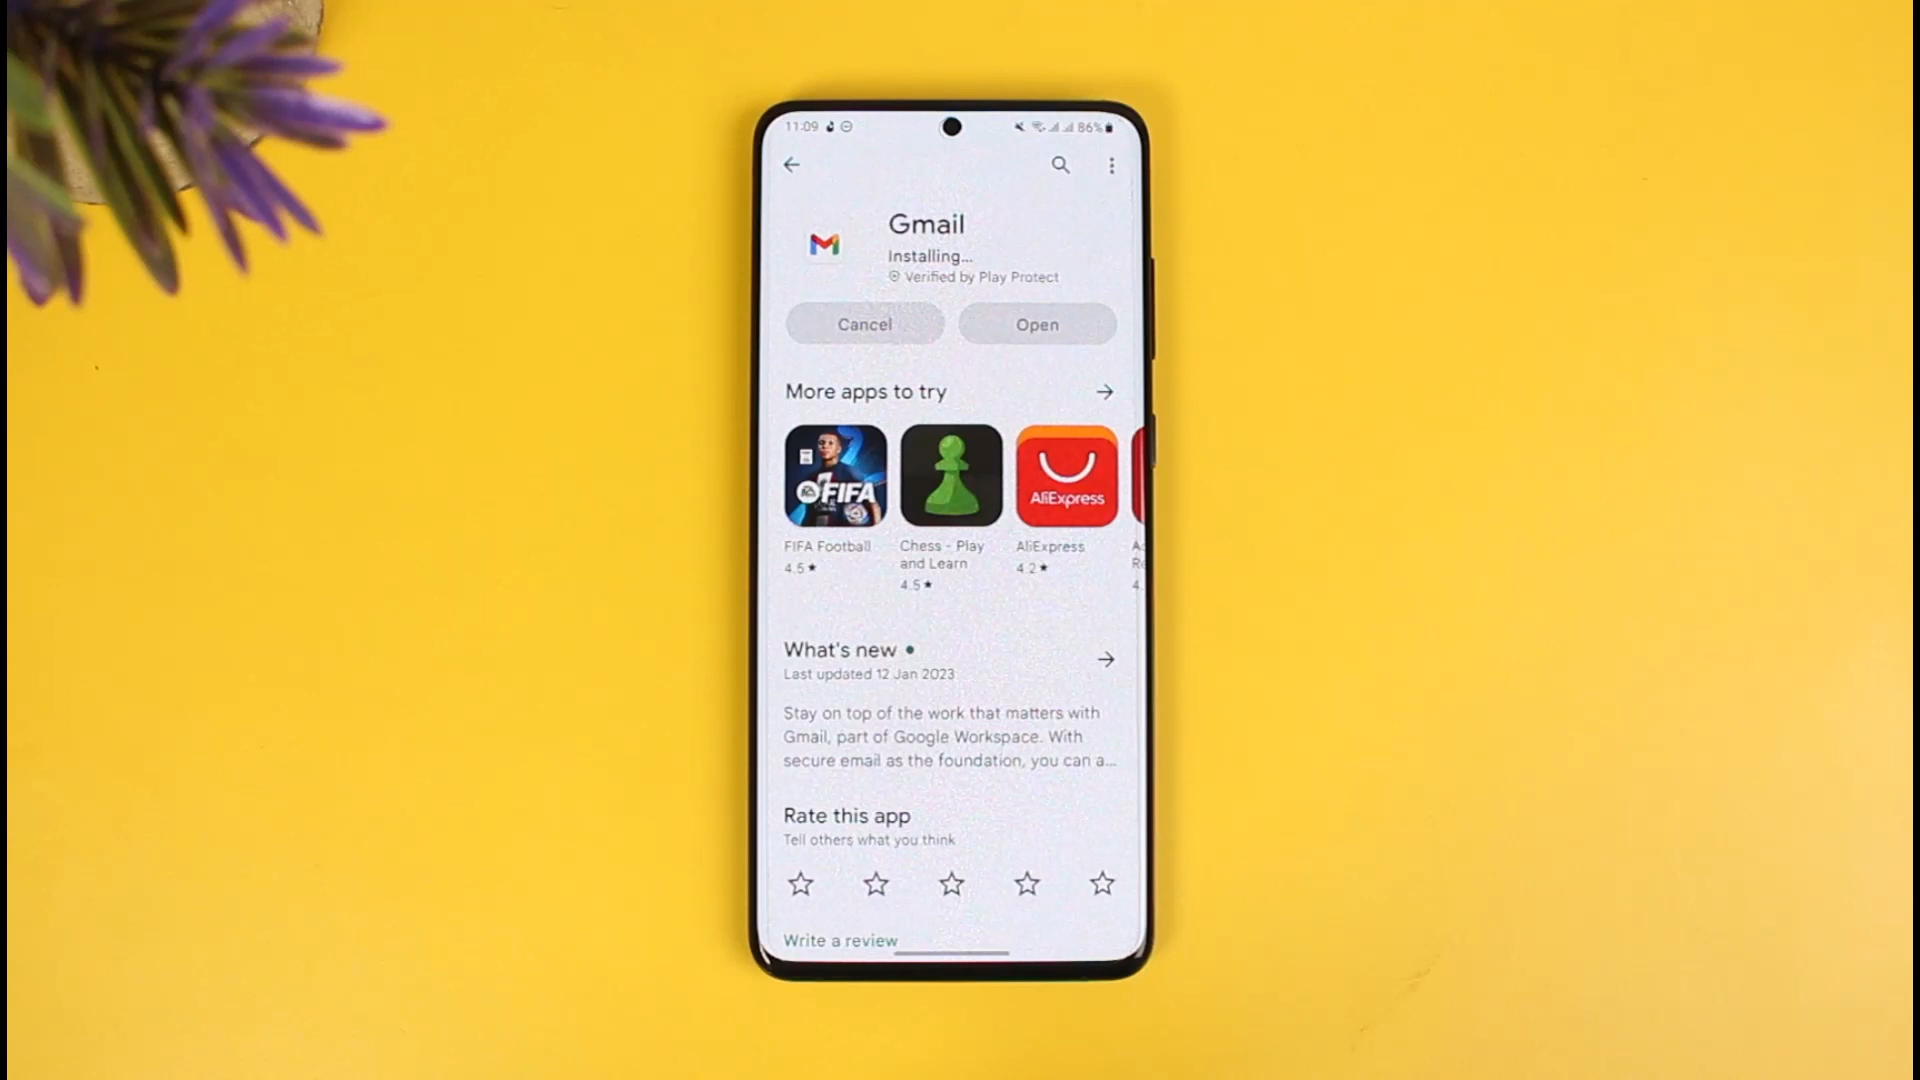 11:09
86%
Gmail
Installing...
Verified by Play Protect
Cancel
Open
More apps to try
FIFA
AliExpress
FIFA Football
4.5★
Chess - Play
and Learn
4.5★
AliExpress
4.2★
What's new •
Last updated 12 Jan 2023
Stay on top of the work that matters with
Gmail, part of Google Workspace. With
secure email as the foundation, you can a...
Rate this app
Tell others what you think
Write a review